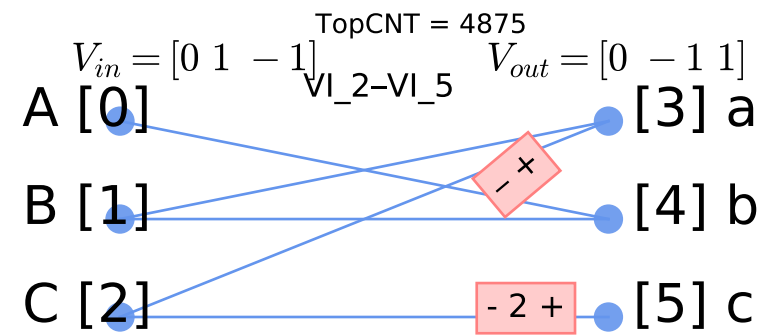 TopCNT = 4875
V_in = [0 1 −1]
V_out = [0 −1 1]
VI_2–VI_5
A [0]
[3] a
- +
B [1]
[4] b
C [2]
- 2 +
[5] c